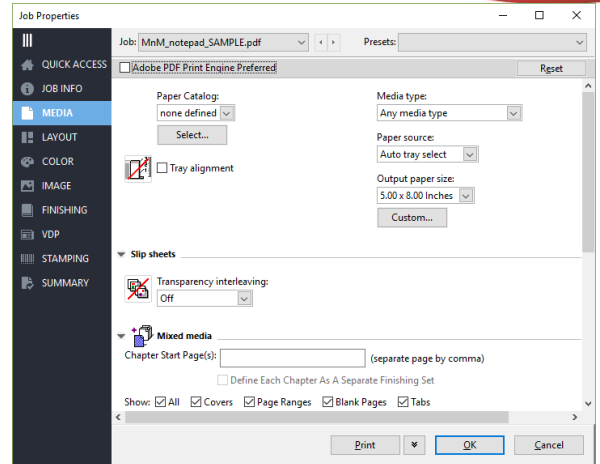 Job Properties
Job: MnM_notepad_SAMPLE.pdf Presets:
QUICK ACCESS
JOB INFO
MEDIA
LAYOUT
COLOR
IMAGE
FINISHING
VDP
STAMPING
SUMMARY
Adobe PDF Print Engine Preferred Reset
Paper Catalog:
none defined
Select...
Tray alignment
Media type:
Any media type
Paper source:
Auto tray select
Output paper size:
5.00 x 8.00 Inches
Custom...
Slip sheets
Transparency interleaving:
Off
Mixed media
Chapter Start Page(s): (separate page by comma)
Define Each Chapter As A Separate Finishing Set
Show: All Covers Page Ranges Blank Pages Tabs
Print OK Cancel